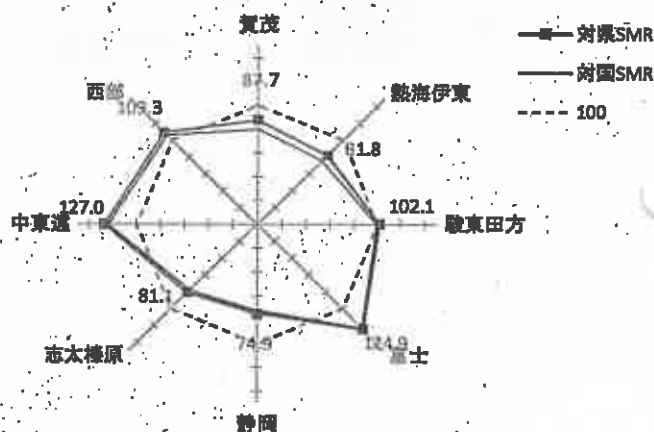 賀茂
対県SMR
対国SMR
100
87.7
西部
109.3
熱海伊東
81.8
127.0
中東遠
102.1
駿東田方
81.1
志太榛原
74.9
124.9
富士
静岡